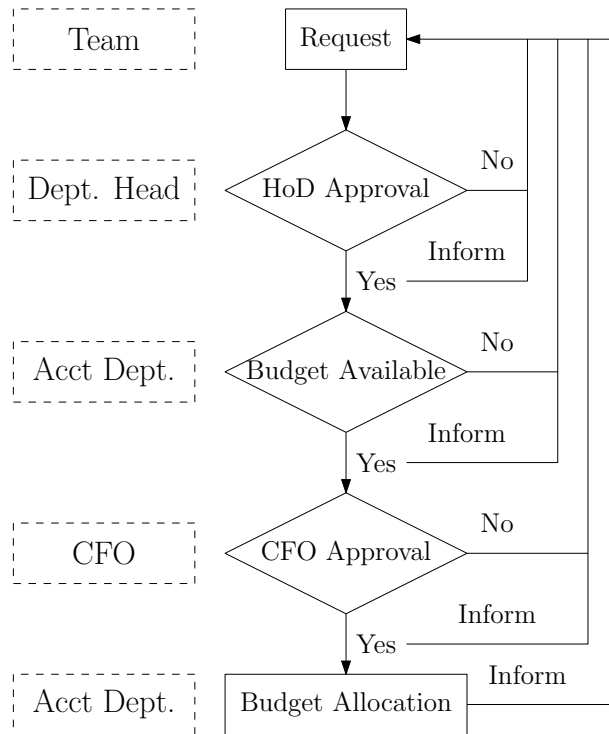 Team
Request
No
Dept. Head
HoD Approval
Inform
Yes
No
Acct Dept.
Budget Available
Inform
Yes
No
CFO
CFO Approval
Inform
Yes
Inform
Acct Dept.
Budget Allocation